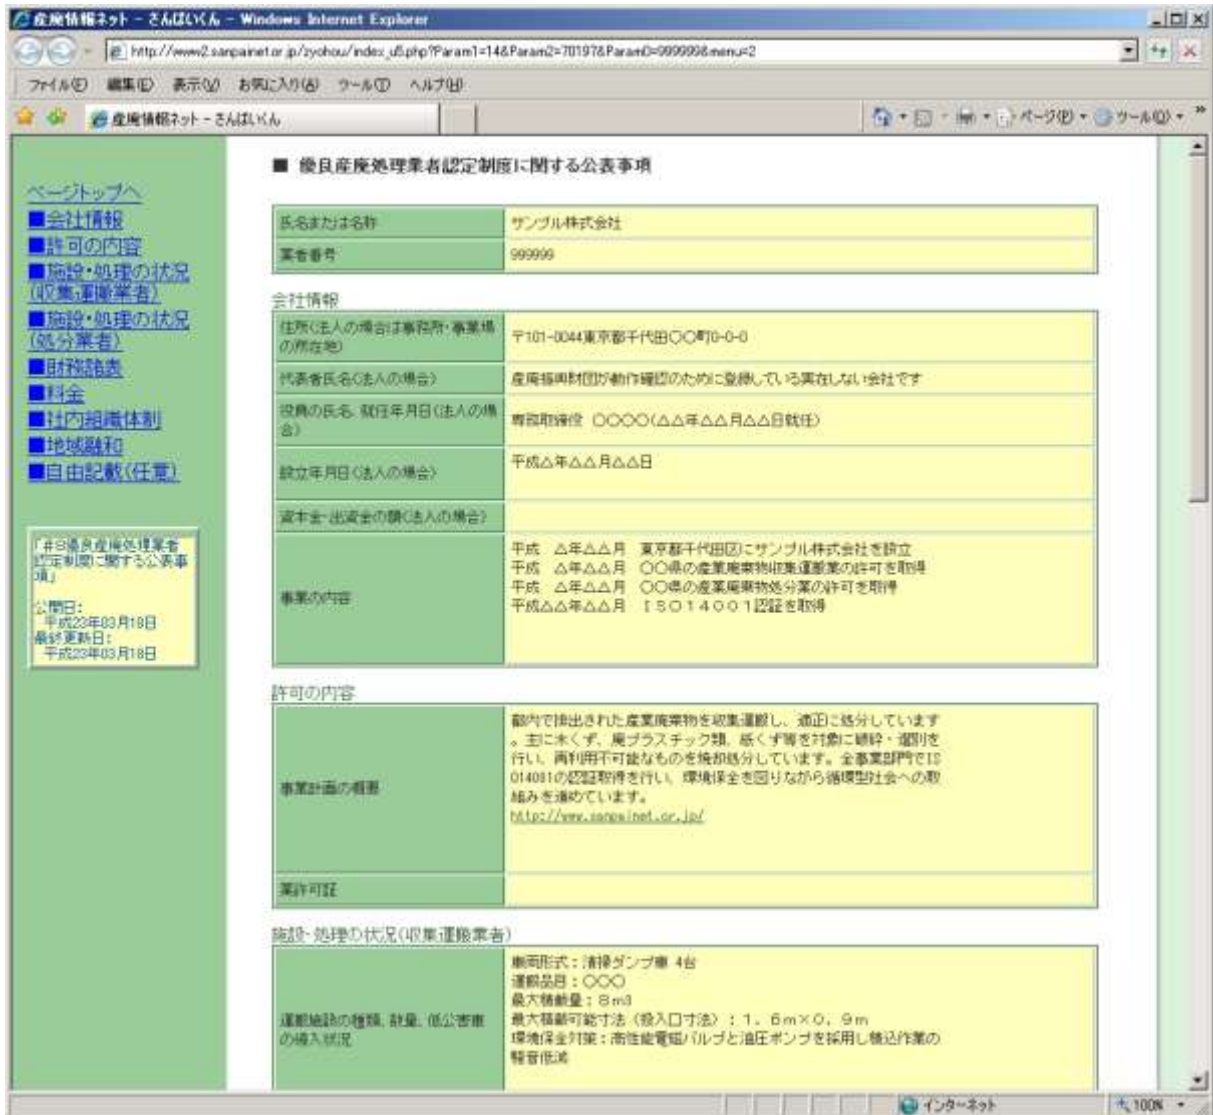 産廃情報ネット - さんぱいくん - Windows Internet Explorer
http://www2.sanpainet.or.jp/zyohou/index_u5.php?Param1=14&Param2=70197&Param0=999999&menu=2
ファイル(F) 編集(E) 表示(V) お気に入り(A) ツール(T) ヘルプ(H)
産廃情報ネット - さんぱいくん
ページ(P) ツール(O)
ページトップへ
■会社情報
■許可の内容
■施設・処理の状況
(収集運搬業者)
■施設・処理の状況
(処分業者)
■財務諸表
■料金
■社内組織体制
■地域融和
■自由記載(任意)
優良産廃処理業者
認定制度に関する公表事
項」
公開日:
平成23年03月18日
最終更新日:
平成23年03月18日
■ 優良産廃処理業者認定制度に関する公表事項
氏名または名称 サンプル株式会社
業者番号 999999
会社情報
住所(法人の場合は事務所・事業場
の所在地)
〒101-0044東京都千代田〇〇町0-0-0
代表者氏名(法人の場合) 産廃振興財団が動作確認のために登録している実在しない会社です
役員の氏名、就任年月日(法人の場
合)
専務取締役 〇〇〇〇(△△年△△月△△日就任)
設立年月日(法人の場合) 平成△年△△月△△日
資本金・出資金の額(法人の場合)
事業の内容
平成 △年△△月 東京都千代田区にサンプル株式会社を設立
平成 △年△△月 〇〇県の産業廃棄物収集運搬業の許可を取得
平成 △年△△月 〇〇県の産業廃棄物処分業の許可を取得
平成△△年△△月 ISO14001認証を取得
許可の内容
事業計画の概要
都内で排出された産業廃棄物を収集運搬し、適正に処分しています
。主に木くず、廃プラスチック類、紙くず等を対象に破砕・選別を
行い、再利用不可能なものを焼却処分しています。全事業部門でIS
O14001の認証取得を行い、環境保全を図りながら循環型社会への取
組みを進めています。
http://www.sanpainet.or.jp/
業許可証
施設・処理の状況(収集運搬業者)
運搬施設の種類、数量、低公害車
の導入状況
車両形式:清掃ダンプ車 4台
運搬品目:〇〇〇
最大積載量:8m3
最大積載可能寸法(投入口寸法):1.6m×0.9m
環境保全対策:高性能電磁バルブと油圧ポンプを採用し積込作業の
騒音低減
インターネット 100%